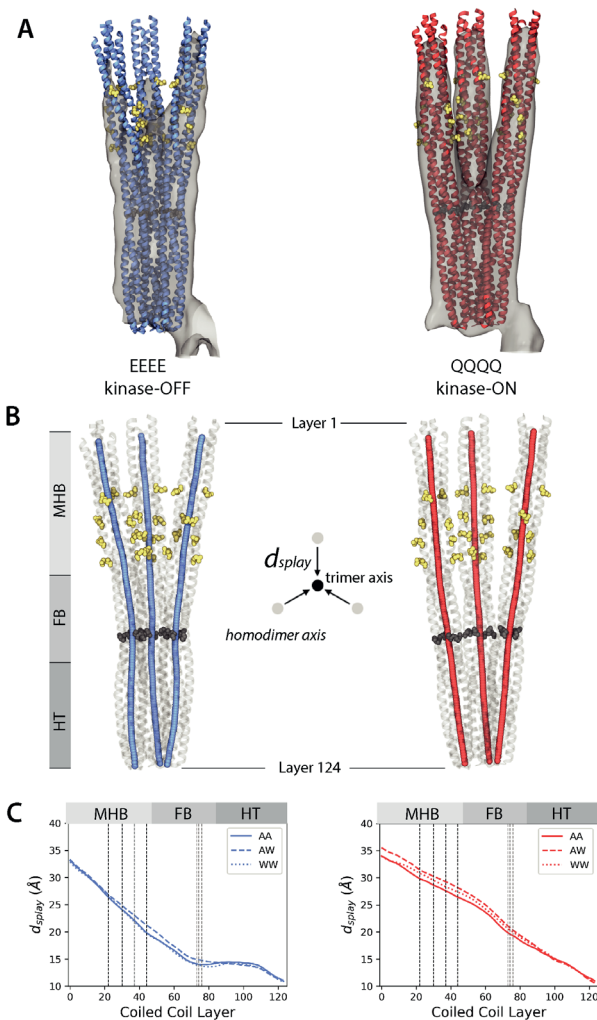 A
EEEE
kinase-OFF
QQQQ
kinase-ON
B
Layer 1
MHB
FB
HT
dsplay
trimer axis
homodimer axis
Layer 124
C
MHB FB HT
MHB FB HT
40
35
30
25
20
15
10
dsplay (Å)
AA
AW
WW
0 20 40 60 80 100 120
Coiled Coil Layer
40
35
30
25
20
15
10
dsplay (Å)
AA
AW
WW
0 20 40 60 80 100 120
Coiled Coil Layer